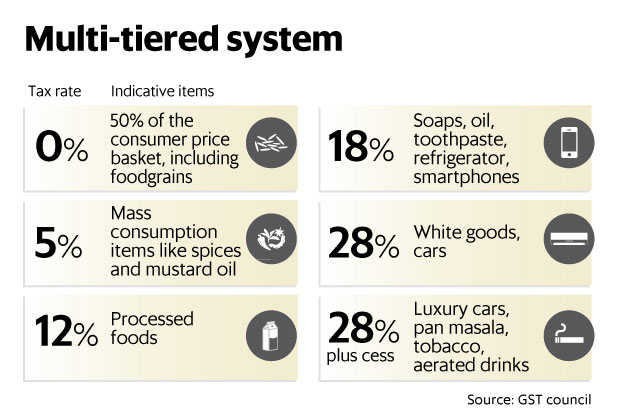 Multi-tiered system
Tax rate
Indicative items
0%
50% of the
consumer price
basket, including
foodgrains
5%
Mass
consumption
items like spices
and mustard oil
12%
Processed
foods
18%
Soaps, oil,
toothpaste,
refrigerator,
smartphones
28%
White goods,
cars
28%
plus cess
Luxury cars,
pan masala,
tobacco,
aerated drinks
Source: GST council